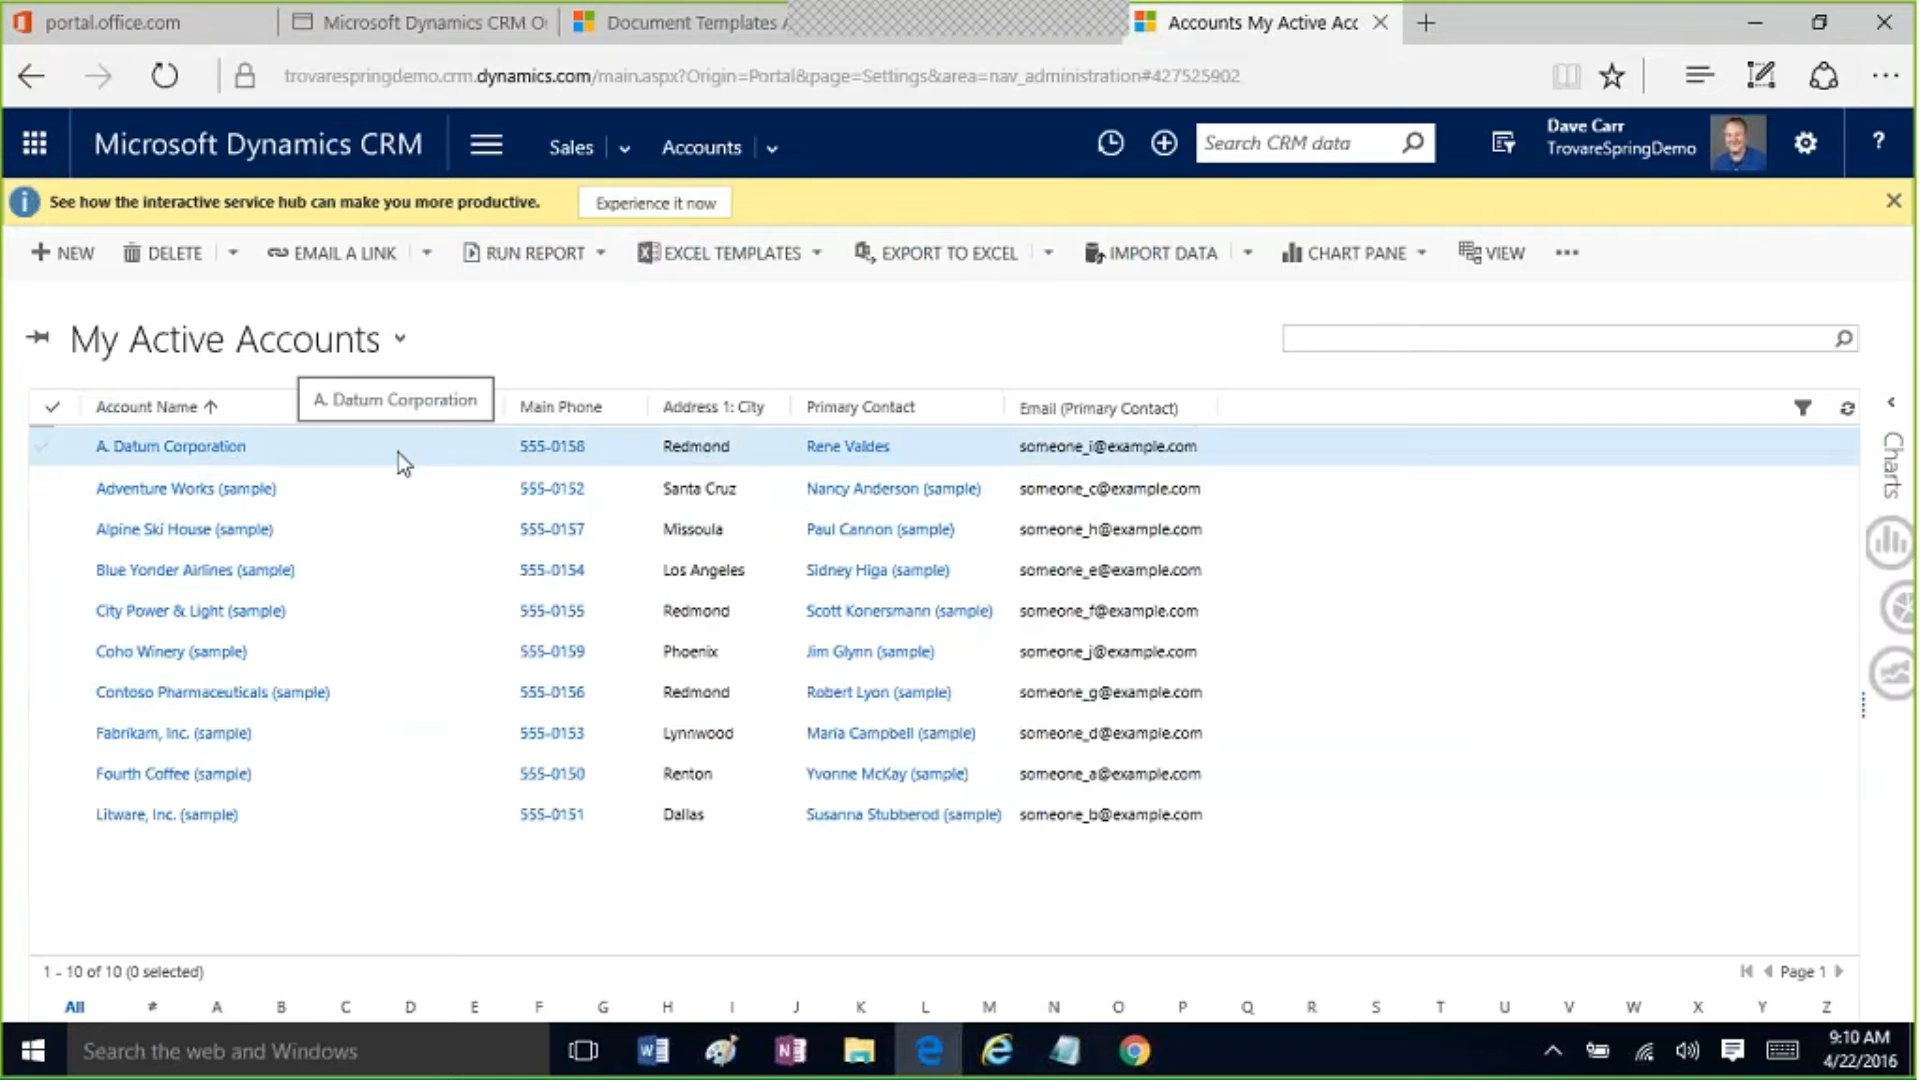 portal.office.com
Microsoft Dynamics CRM O
Document Templates
Accounts My Active Acc
trovarespringdemo.crm.dynamics.com/main.aspx?Origin=Portal&page=Settings&area=nav_administration#427525902
Microsoft Dynamics CRM
Sales
Accounts
Search CRM data
Dave Carr
TrovareSpringDemo
?
See how the interactive service hub can make you more productive.
Experience it now
NEW
DELETE
EMAIL A LINK
RUN REPORT
EXCEL TEMPLATES
EXPORT TO EXCEL
IMPORT DATA
CHART PANE
VIEW
My Active Accounts
A. Datum Corporation
Account Name Main Phone Address 1: City Primary Contact Email (Primary Contact)
A. Datum Corporation 555-0158 Redmond Rene Valdes someone_i@example.com
Adventure Works (sample) 555-0152 Santa Cruz Nancy Anderson (sample) someone_c@example.com
Alpine Ski House (sample) 555-0157 Missoula Paul Cannon (sample) someone_h@example.com
Blue Yonder Airlines (sample) 555-0154 Los Angeles Sidney Higa (sample) someone_e@example.com
City Power & Light (sample) 555-0155 Redmond Scott Konersmann (sample) someone_f@example.com
Coho Winery (sample) 555-0159 Phoenix Jim Glynn (sample) someone_j@example.com
Contoso Pharmaceuticals (sample) 555-0156 Redmond Robert Lyon (sample) someone_g@example.com
Fabrikam, Inc. (sample) 555-0153 Lynnwood Maria Campbell (sample) someone_d@example.com
Fourth Coffee (sample) 555-0150 Renton Yvonne McKay (sample) someone_a@example.com
Litware, Inc. (sample) 555-0151 Dallas Susanna Stubberod (sample) someone_b@example.com
Charts
1 - 10 of 10 (0 selected)
Page 1
All # A B C D E F G H I J K L M N O P Q R S T U V W X Y Z
Search the web and Windows
9:10 AM
4/22/2016